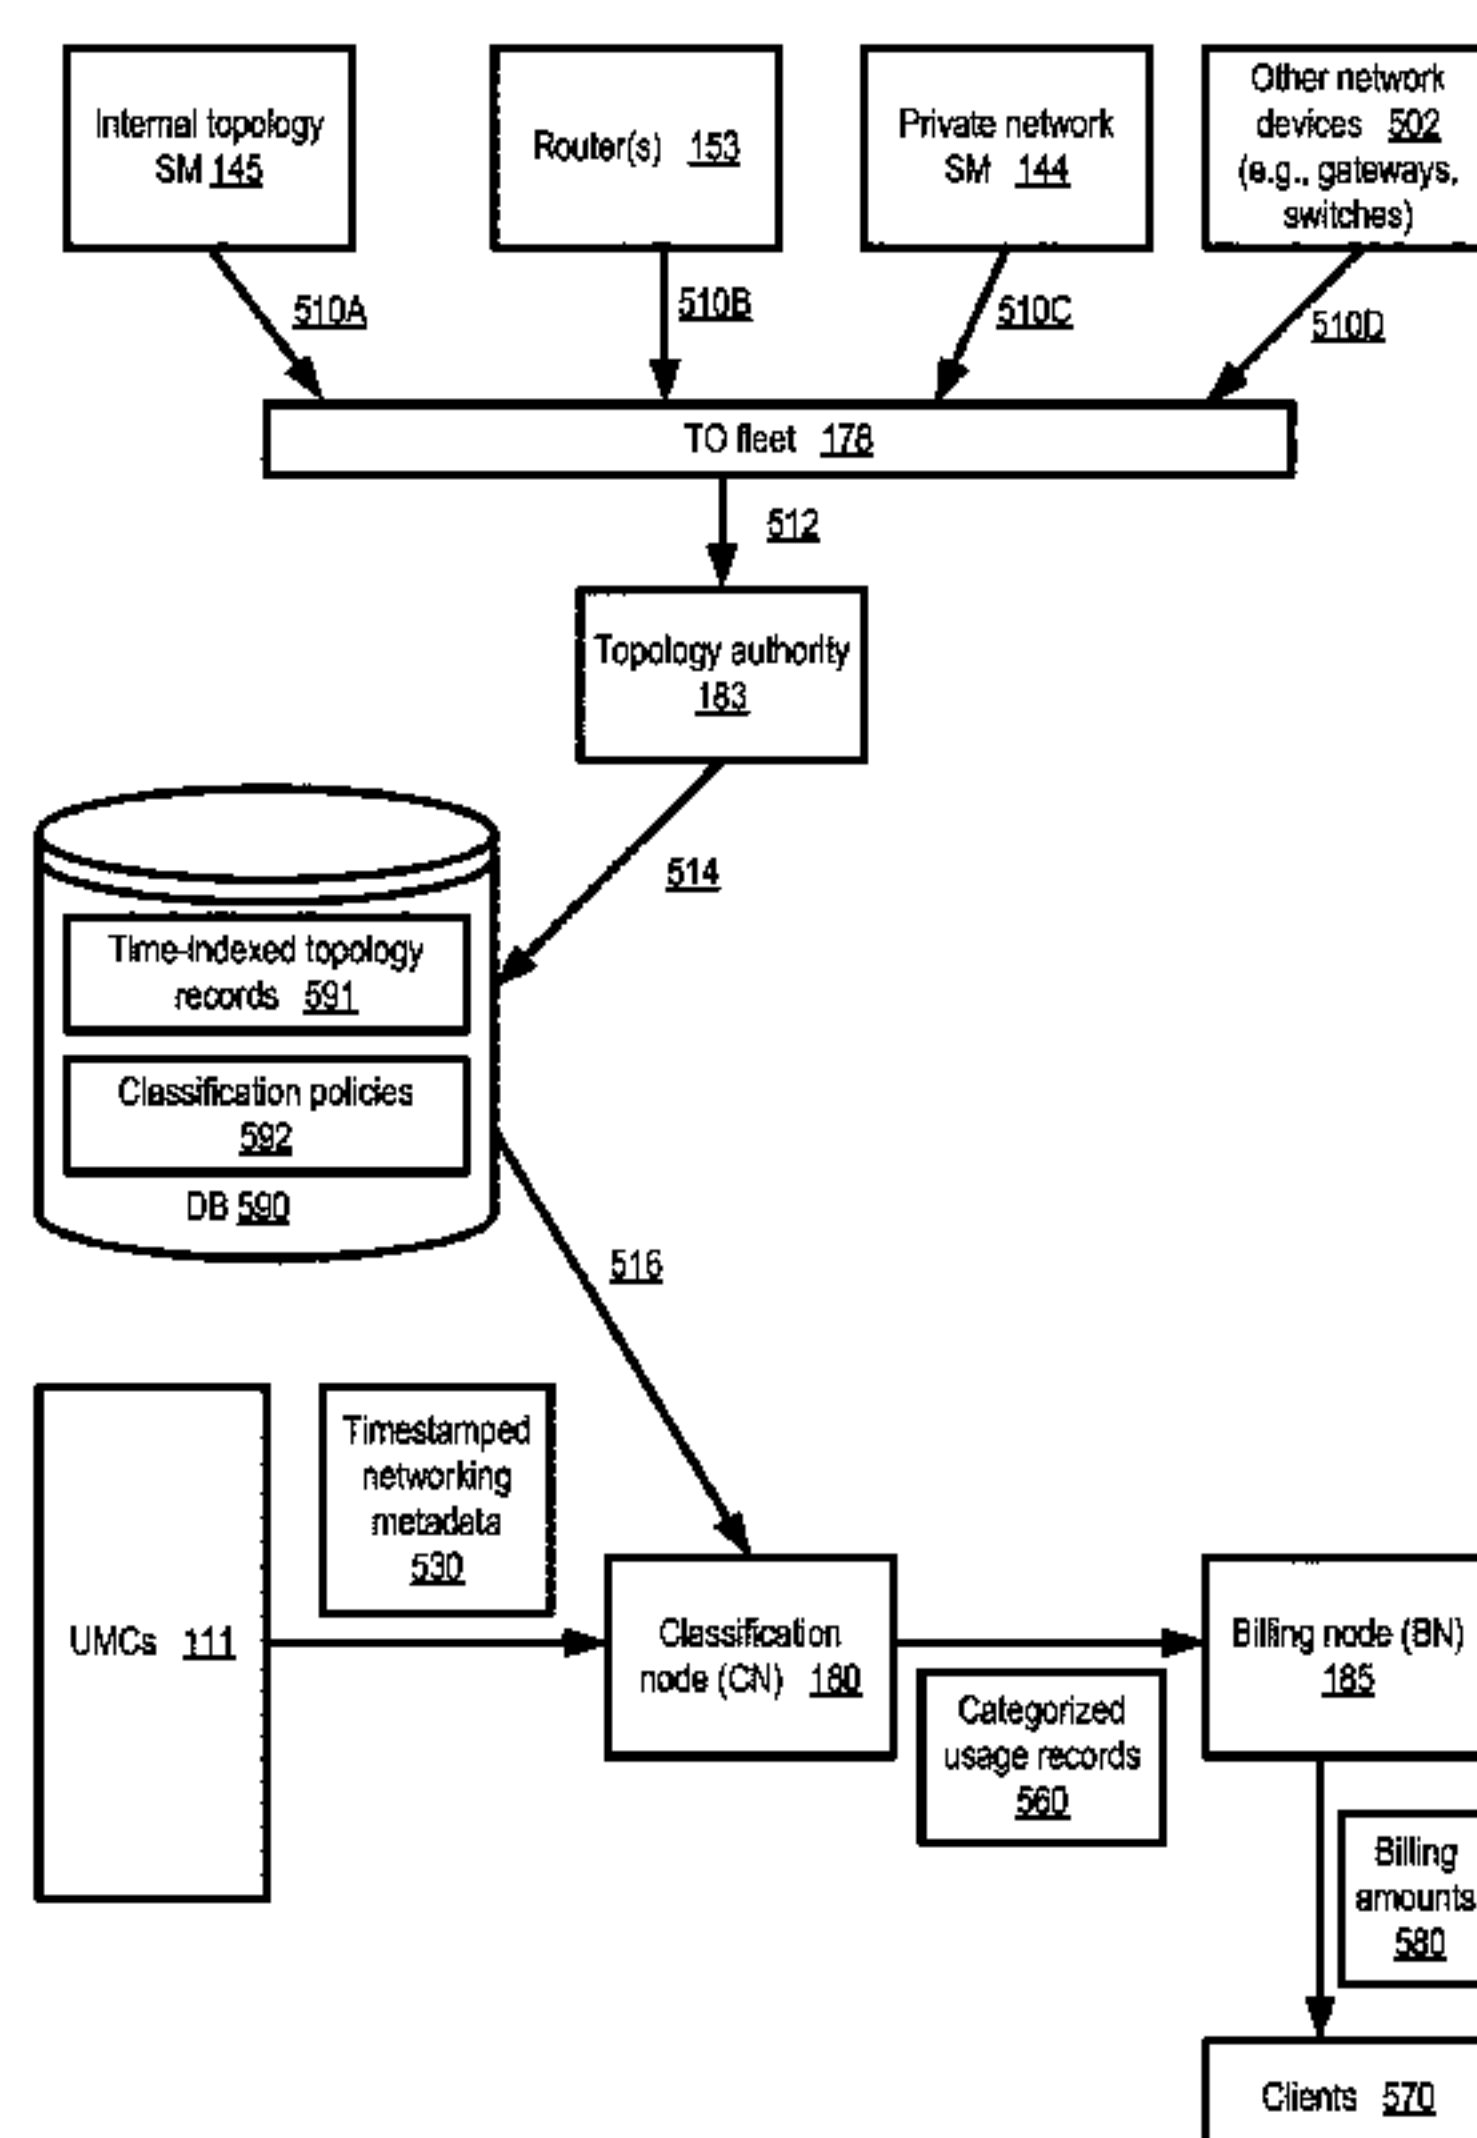 Internal topology
SM 145
Router(s) 153
Private network
SM 144
Other network
devices 502
(e.g., gateways,
switches)
510A
510B
510C
510D
TO fleet 178
512
Topology authority
183
514
Time-indexed topology
records 591
Classification policies
592
DB 590
516
UMCs 111
Timestamped
networking
metadata
530
Classification
node (CN) 180
Categorized
usage records
560
Billing node (BN)
185
Billing
amounts
580
Clients 570